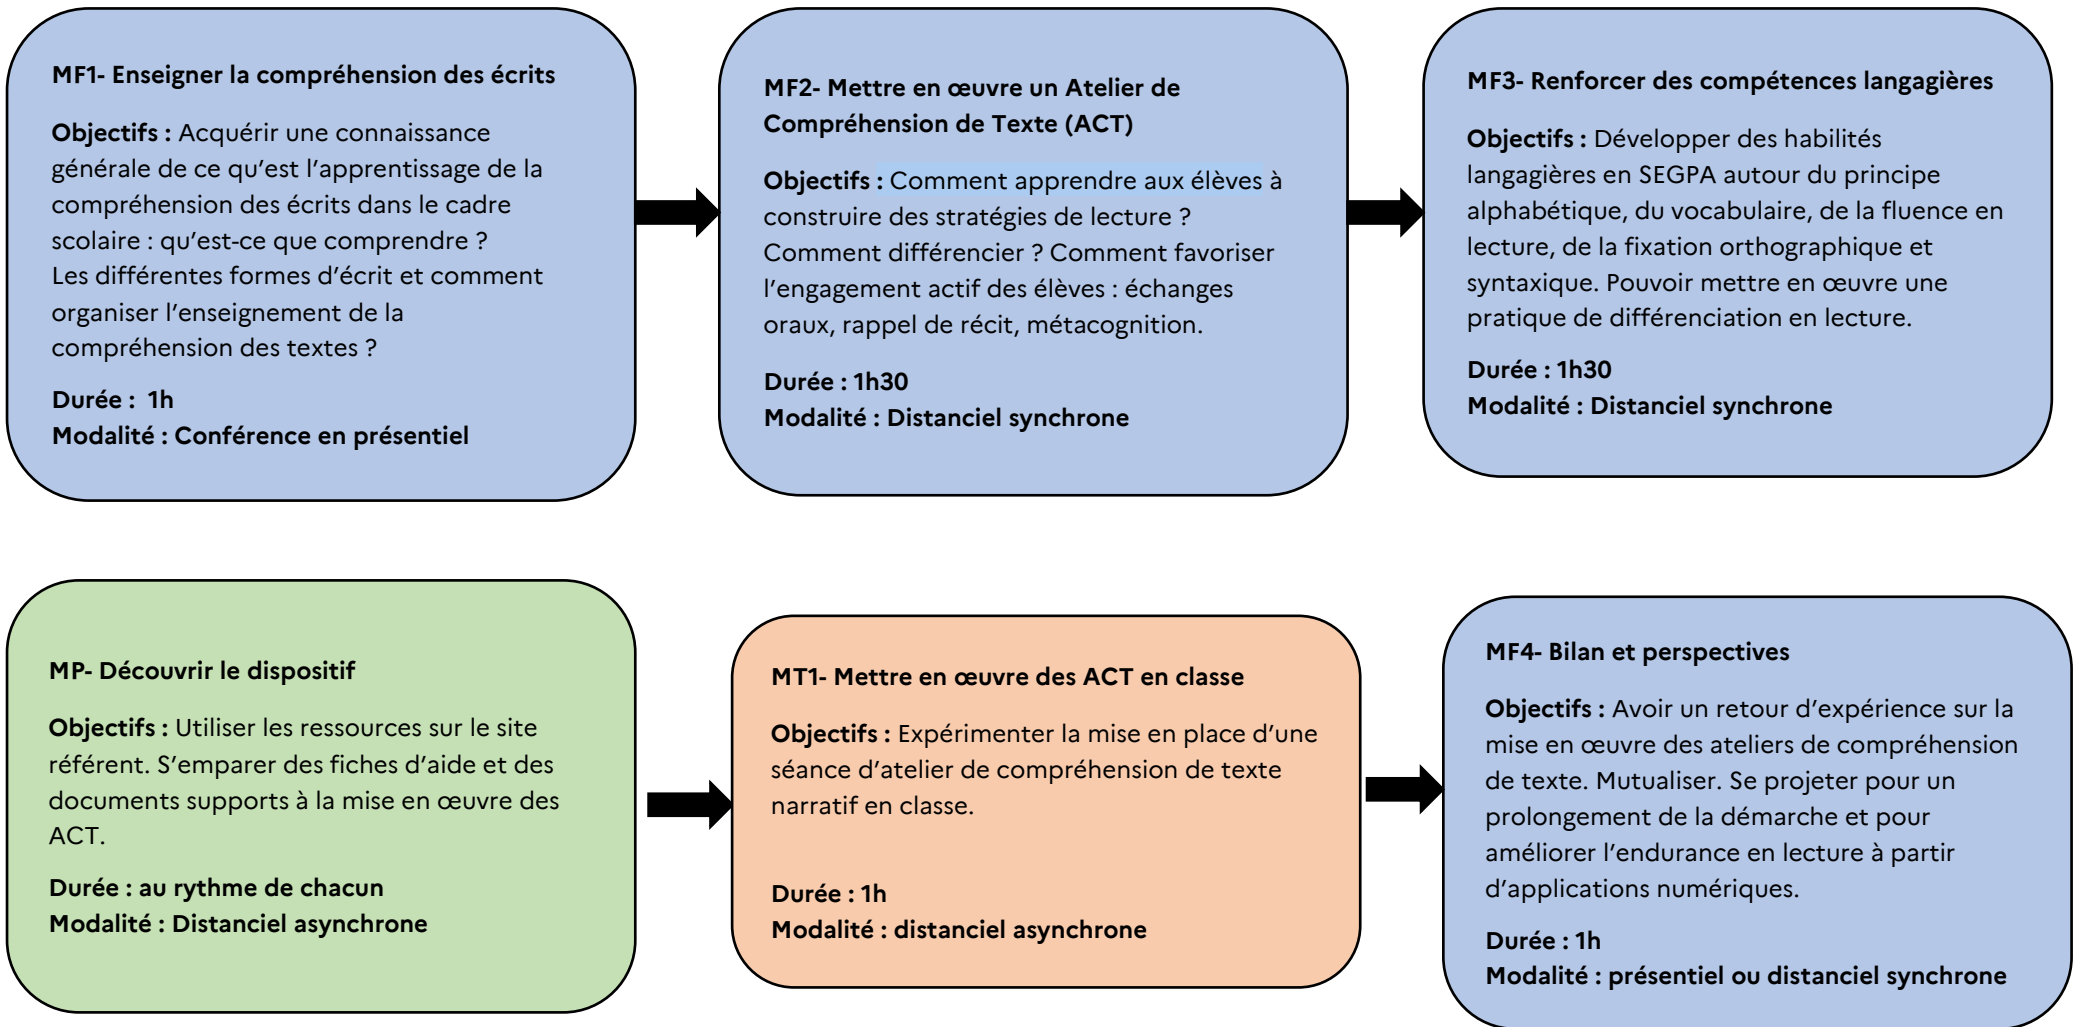 MF1- Enseigner la compréhension des écrits
Objectifs : Acquérir une connaissance
générale de ce qu’est l’apprentissage de la
compréhension des écrits dans le cadre
scolaire : qu’est-ce que comprendre ?
Les différentes formes d’écrit et comment
organiser l’enseignement de la
compréhension des textes ?
Durée : 1h
Modalité : Conférence en présentiel
MF2- Mettre en œuvre un Atelier de
Compréhension de Texte (ACT)
Objectifs : Comment apprendre aux élèves à
construire des stratégies de lecture ?
Comment différencier ? Comment favoriser
l’engagement actif des élèves : échanges
oraux, rappel de récit, métacognition.
Durée : 1h30
Modalité : Distanciel synchrone
MF3- Renforcer des compétences langagières
Objectifs : Développer des habilités
langagières en SEGPA autour du principe
alphabétique, du vocabulaire, de la fluence en
lecture, de la fixation orthographique et
syntaxique. Pouvoir mettre en œuvre une
pratique de différenciation en lecture.
Durée : 1h30
Modalité : Distanciel synchrone
MP- Découvrir le dispositif
Objectifs : Utiliser les ressources sur le site
référent. S’emparer des fiches d’aide et des
documents supports à la mise en œuvre des
ACT.
Durée : au rythme de chacun
Modalité : Distanciel asynchrone
MT1- Mettre en œuvre des ACT en classe
Objectifs : Expérimenter la mise en place d’une
séance d’atelier de compréhension de texte
narratif en classe.
Durée : 1h
Modalité : distanciel asynchrone
MF4- Bilan et perspectives
Objectifs : Avoir un retour d’expérience sur la
mise en œuvre des ateliers de compréhension
de texte. Mutualiser. Se projeter pour un
prolongement de la démarche et pour
améliorer l’endurance en lecture à partir
d’applications numériques.
Durée : 1h
Modalité : présentiel ou distanciel synchrone